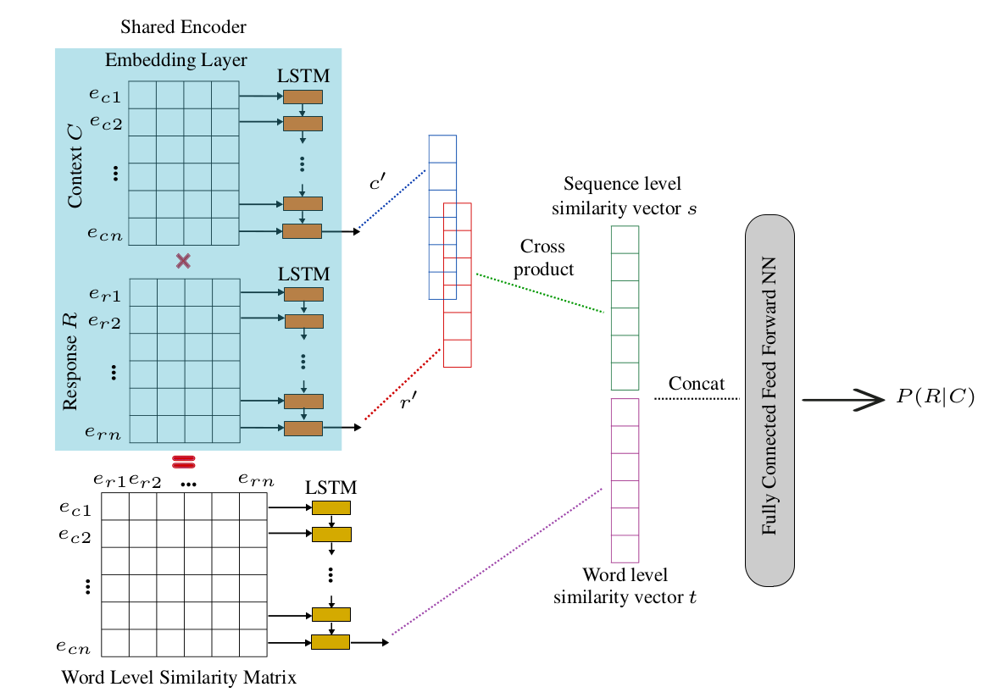 Shared Encoder
Embedding Layer
LSTM
e_{c1}
e_{c2}
...
e_{cn}
Context C
×
LSTM
e_{r1}
e_{r2}
...
e_{rn}
Response R
=
e_{r1} e_{r2} ... e_{rn}
LSTM
e_{c1}
e_{c2}
...
e_{cn}
Word Level Similarity Matrix
c′
r′
Cross
product
Sequence level
similarity vector s
Word level
similarity vector t
Concat
Fully Connected Feed Forward NN
P(R|C)